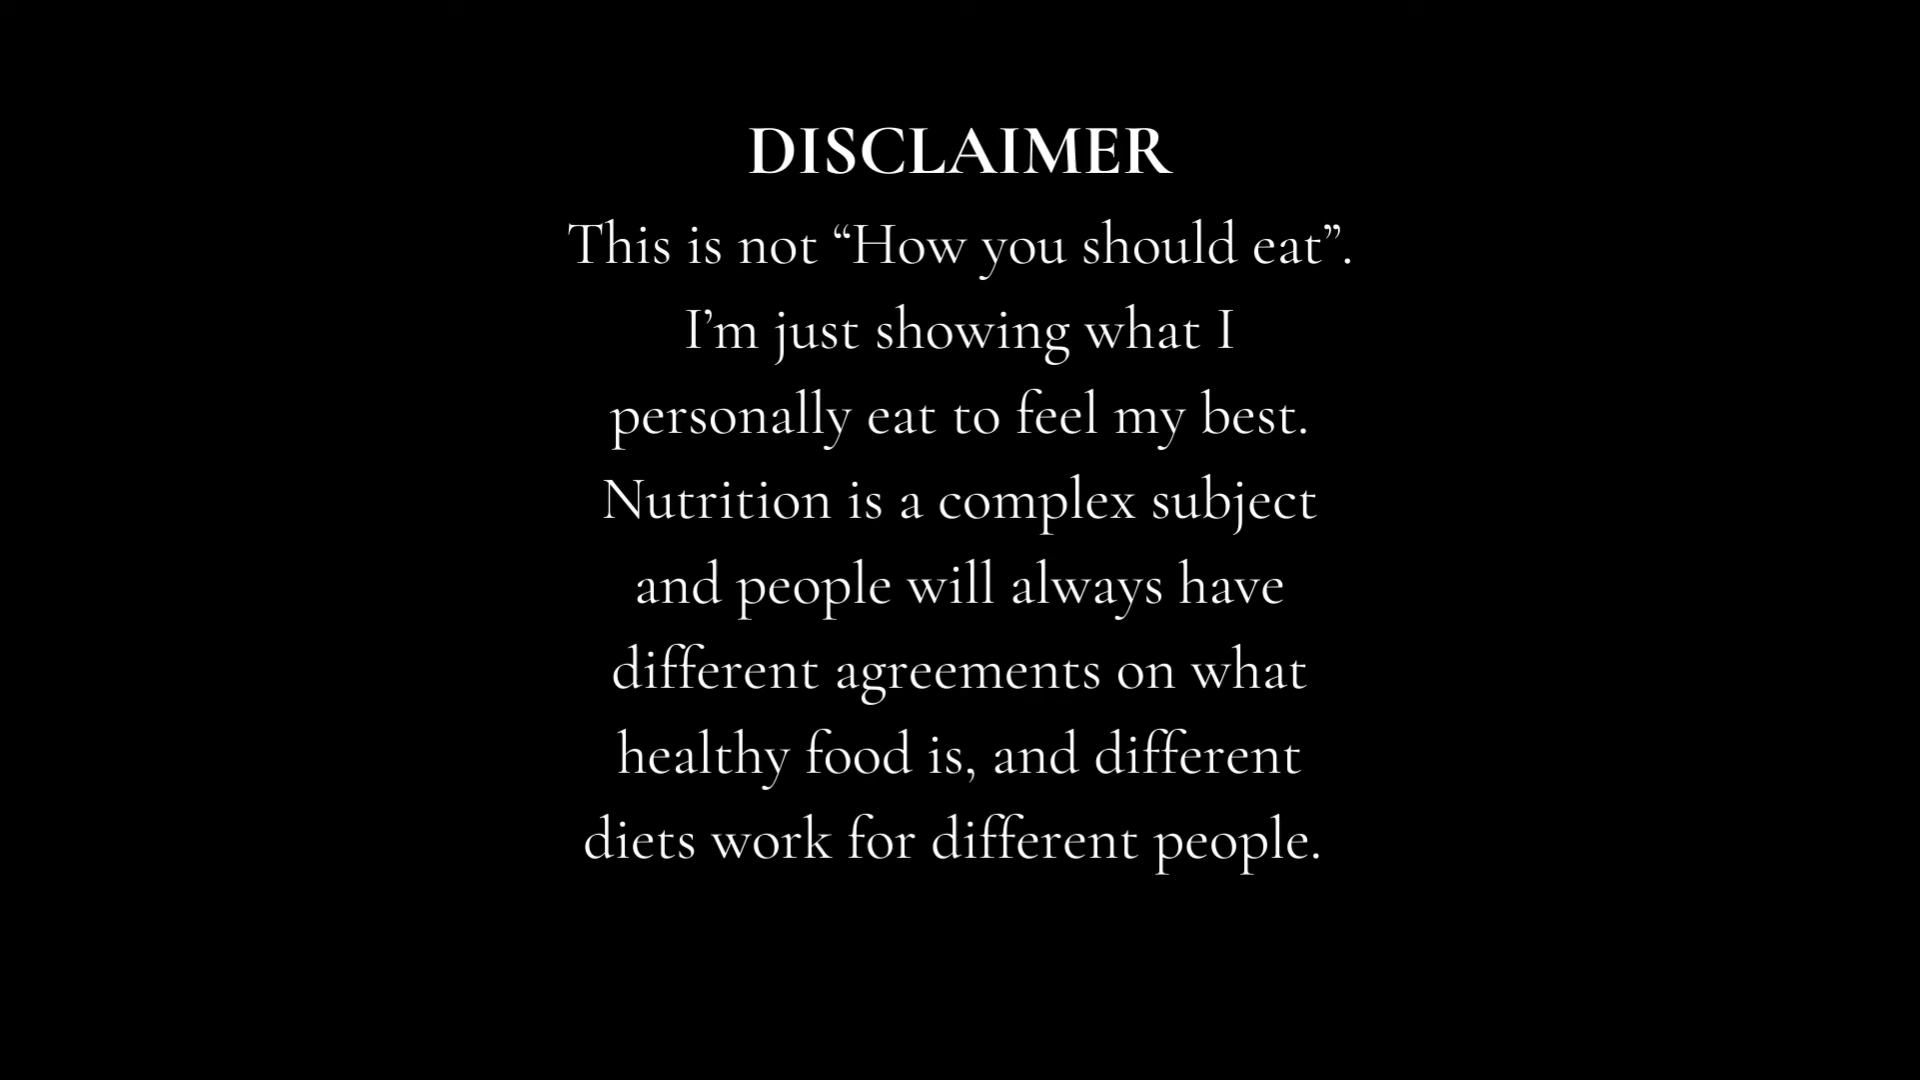 DISCLAIMER
This is not “How you should eat”.
I’m just showing what I
personally eat to feel my best.
Nutrition is a complex subject
and people will always have
different agreements on what
healthy food is, and different
diets work for different people.